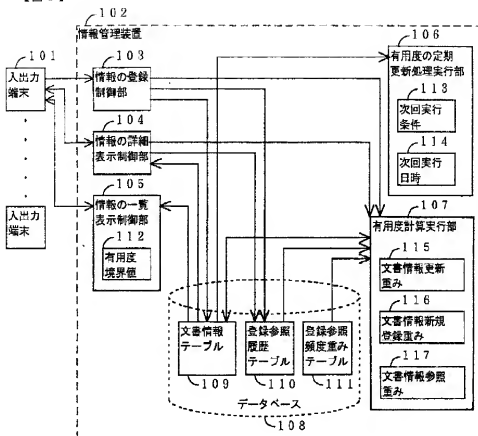 102
情報管理装置
101
入出力
端末
入出力
端末
103
情報の登録
制御部
104
情報の詳細
表示制御部
105
情報の一覧
表示制御部
112
有用度
境界値
106
有用度の定期
更新処理実行部
113
次回実行
条件
114
次回実行
日時
107
有用度計算実行部
115
文書情報更新
重み
116
文書情報新規
登録重み
117
文書情報参照
重み
文書情報
テーブル
109
登録参照
履歴
テーブル
110
登録参照
頻度重み
テーブル
111
データベース
108